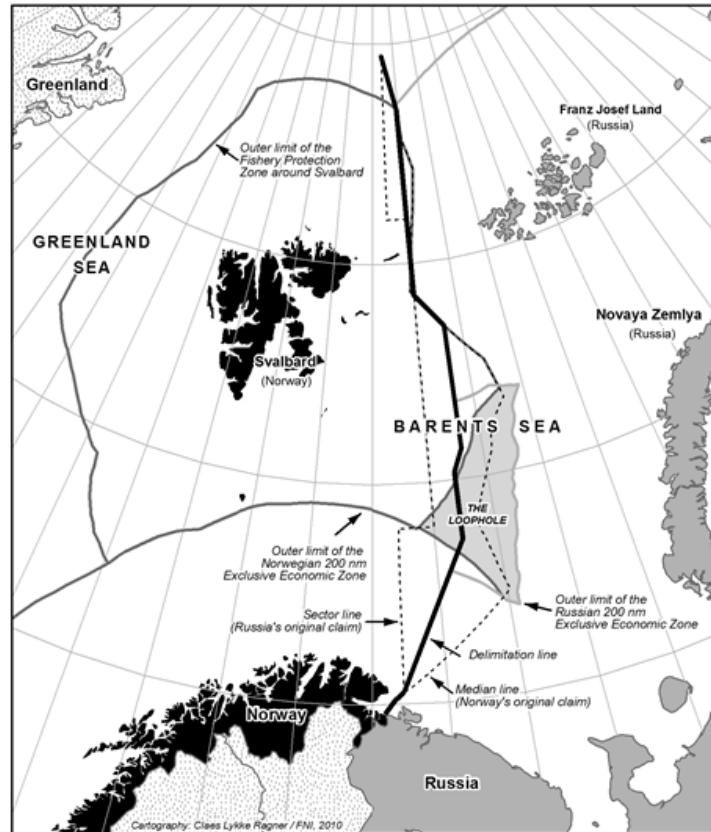 Greenland
Franz Josef Land
(Russia)
Outer limit of the
Fishery Protection
Zone around Svalbard
GREENLAND
SEA
Novaya Zemlya
(Russia)
Svalbard
(Norway)
BARENTS SEA
THE
LOOPHOLE
Outer limit of the
Norwegian 200 nm
Exclusive Economic Zone
Outer limit of the
Russian 200 nm
Exclusive Economic Zone
Sector line
(Russia's original claim)
Delimitation line
Median line
(Norway's original claim)
Norway
Russia
Cartography: Claes Lykke Ragner / FNI, 2010